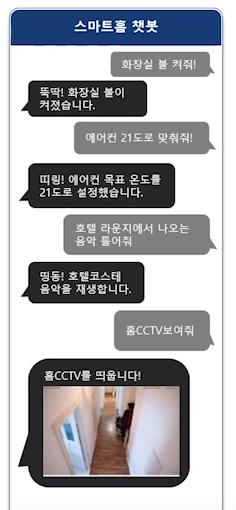 스마트홈 챗봇
화장실 불 켜줘!
뚝딱! 화장실 불이
켜졌습니다.
에어컨 21도로 맞춰줘!
띠링! 에어컨 목표 온도를
21도로 설정했습니다.
호텔 라운지에서 나오는
음악 틀어줘
띵동! 호텔코스테
음악을 재생합니다.
홈CCTV보여줘
홈CCTV를 띄웁니다!